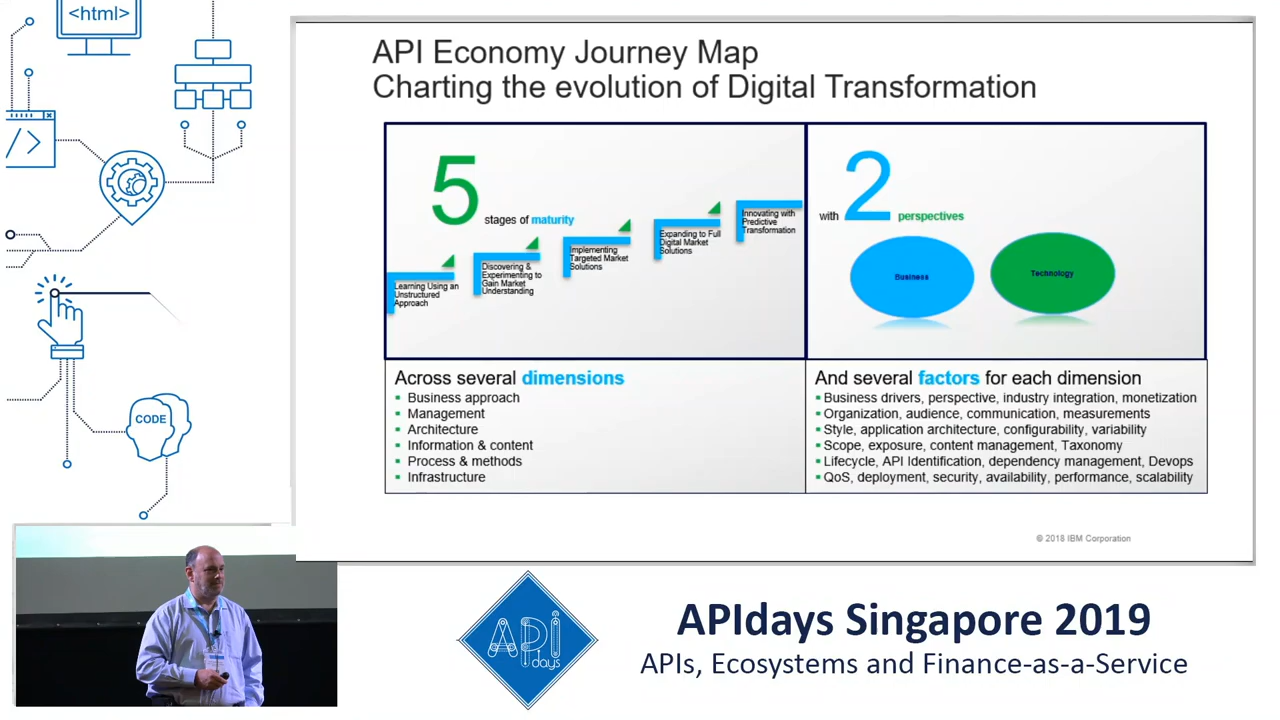 <html>
</>
CODE
API Economy Journey Map
Charting the evolution of Digital Transformation
5
stages of maturity
Learning Using an
Unstructured
Approach
Discovering &
Experimenting to
Gain Market
Understanding
Implementing
Targeted Market
Solutions
Expanding to Full
Digital Market
Solutions
Innovating with
Predictive
Transformation
with 2 perspectives
Business
Technology
Across several dimensions
Business approach
Management
Architecture
Information & content
Process & methods
Infrastructure
And several factors for each dimension
Business drivers, perspective, industry integration, monetization
Organization, audience, communication, measurements
Style, application architecture, configurability, variability
Scope, exposure, content management, Taxonomy
Lifecycle, API Identification, dependency management, Devops
QoS, deployment, security, availability, performance, scalability
© 2018 IBM Corporation
API
days
APIdays Singapore 2019
APIs, Ecosystems and Finance-as-a-Service